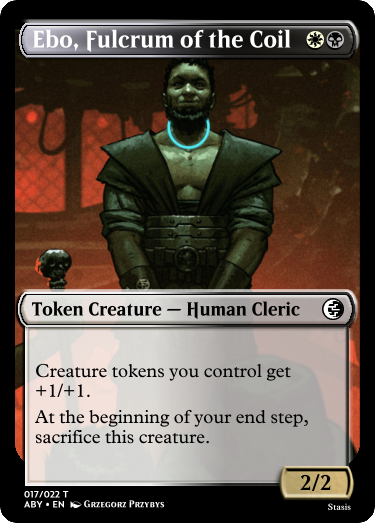 Ebo, Fulcrum of the Coil
Token Creature — Human Cleric
Creature tokens you control get
+1/+1.
At the beginning of your end step,
sacrifice this creature.
2/2
017/022 T
ABY • EN Grzegorz Przybys
Stasis